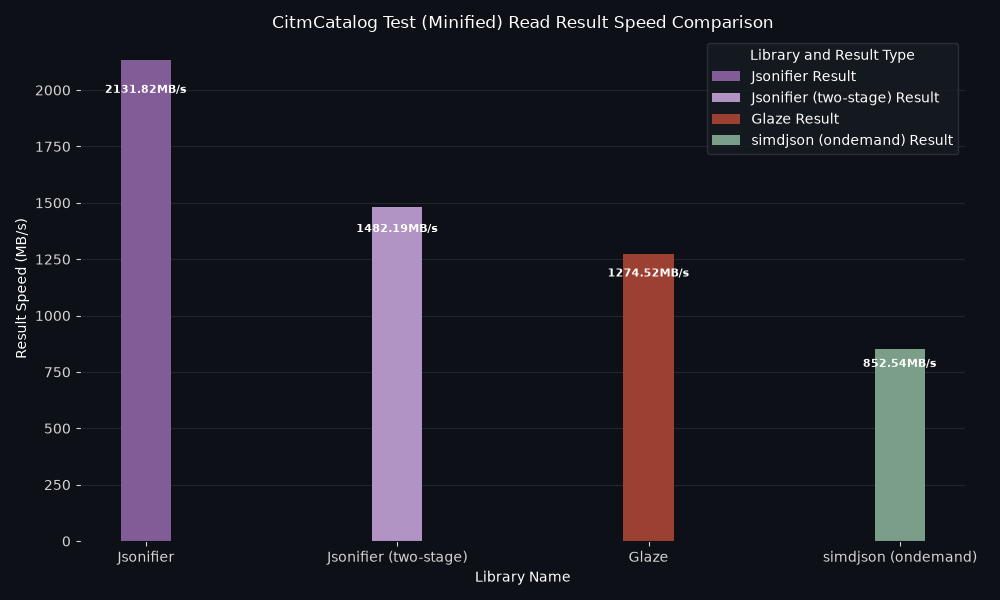 CitmCatalog Test (Minified) Read Result Speed Comparison
Library and Result Type
Jsonifier Result
Jsonifier (two-stage) Result
Glaze Result
simdjson (ondemand) Result
Result Speed (MB/s)
2000
1750
1500
1250
1000
750
500
250
0
2131.82MB/s
1482.19MB/s
1274.52MB/s
852.54MB/s
Jsonifier
Jsonifier (two-stage)
Glaze
simdjson (ondemand)
Library Name